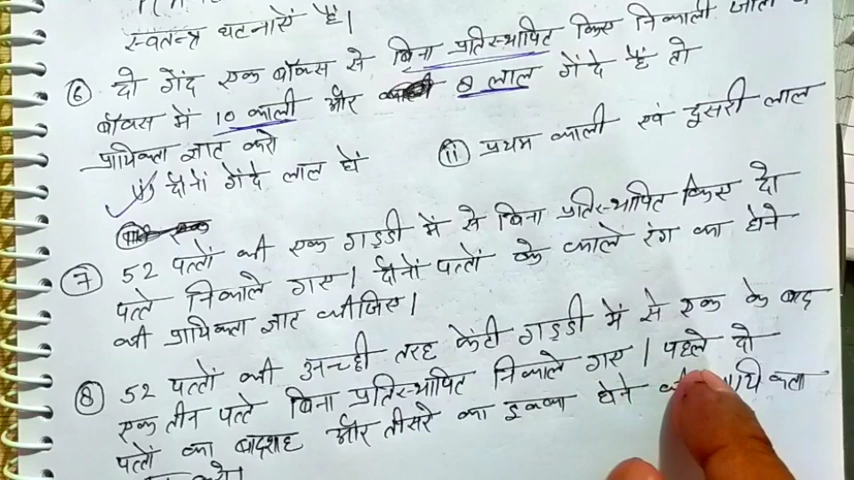 स्वतन्त्र घटनाएं हैं।
⑥ दो गेंद एक बॉक्स से बिना प्रतिस्थापित किए निकाली जाती
बॉक्स में 10 काली और 8 लाल गेंदे हैं तो
प्रायिकता ज्ञात करो
(i) दोनों गेंदे लाल हों (ii) प्रथम काली एवं दूसरी लाल
⑦ 52 पत्तों की एक गड्डी में से बिना प्रतिस्थापित किए दो
पत्ते निकाले गए। दोनों पत्तों के काले रंग का होने
की प्रायिकता ज्ञात कीजिए।
⑧ 52 पत्तों की अच्छी तरह फेंटी गड्डी में से एक के बाद
एक तीन पत्ते बिना प्रतिस्थापित निकाले गए। पहले दो
पत्तों का बादशाह और तीसरे का इक्का होने